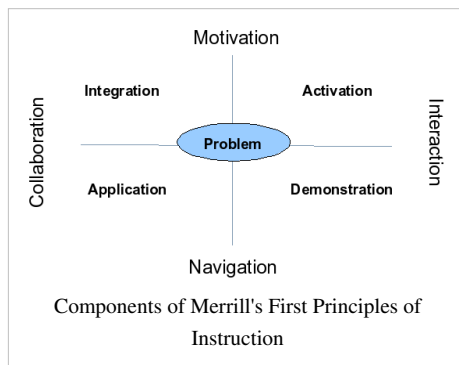 Motivation
Integration
Activation
Collaboration
Problem
Interaction
Application
Demonstration
Navigation
Components of Merrill's First Principles of
Instruction